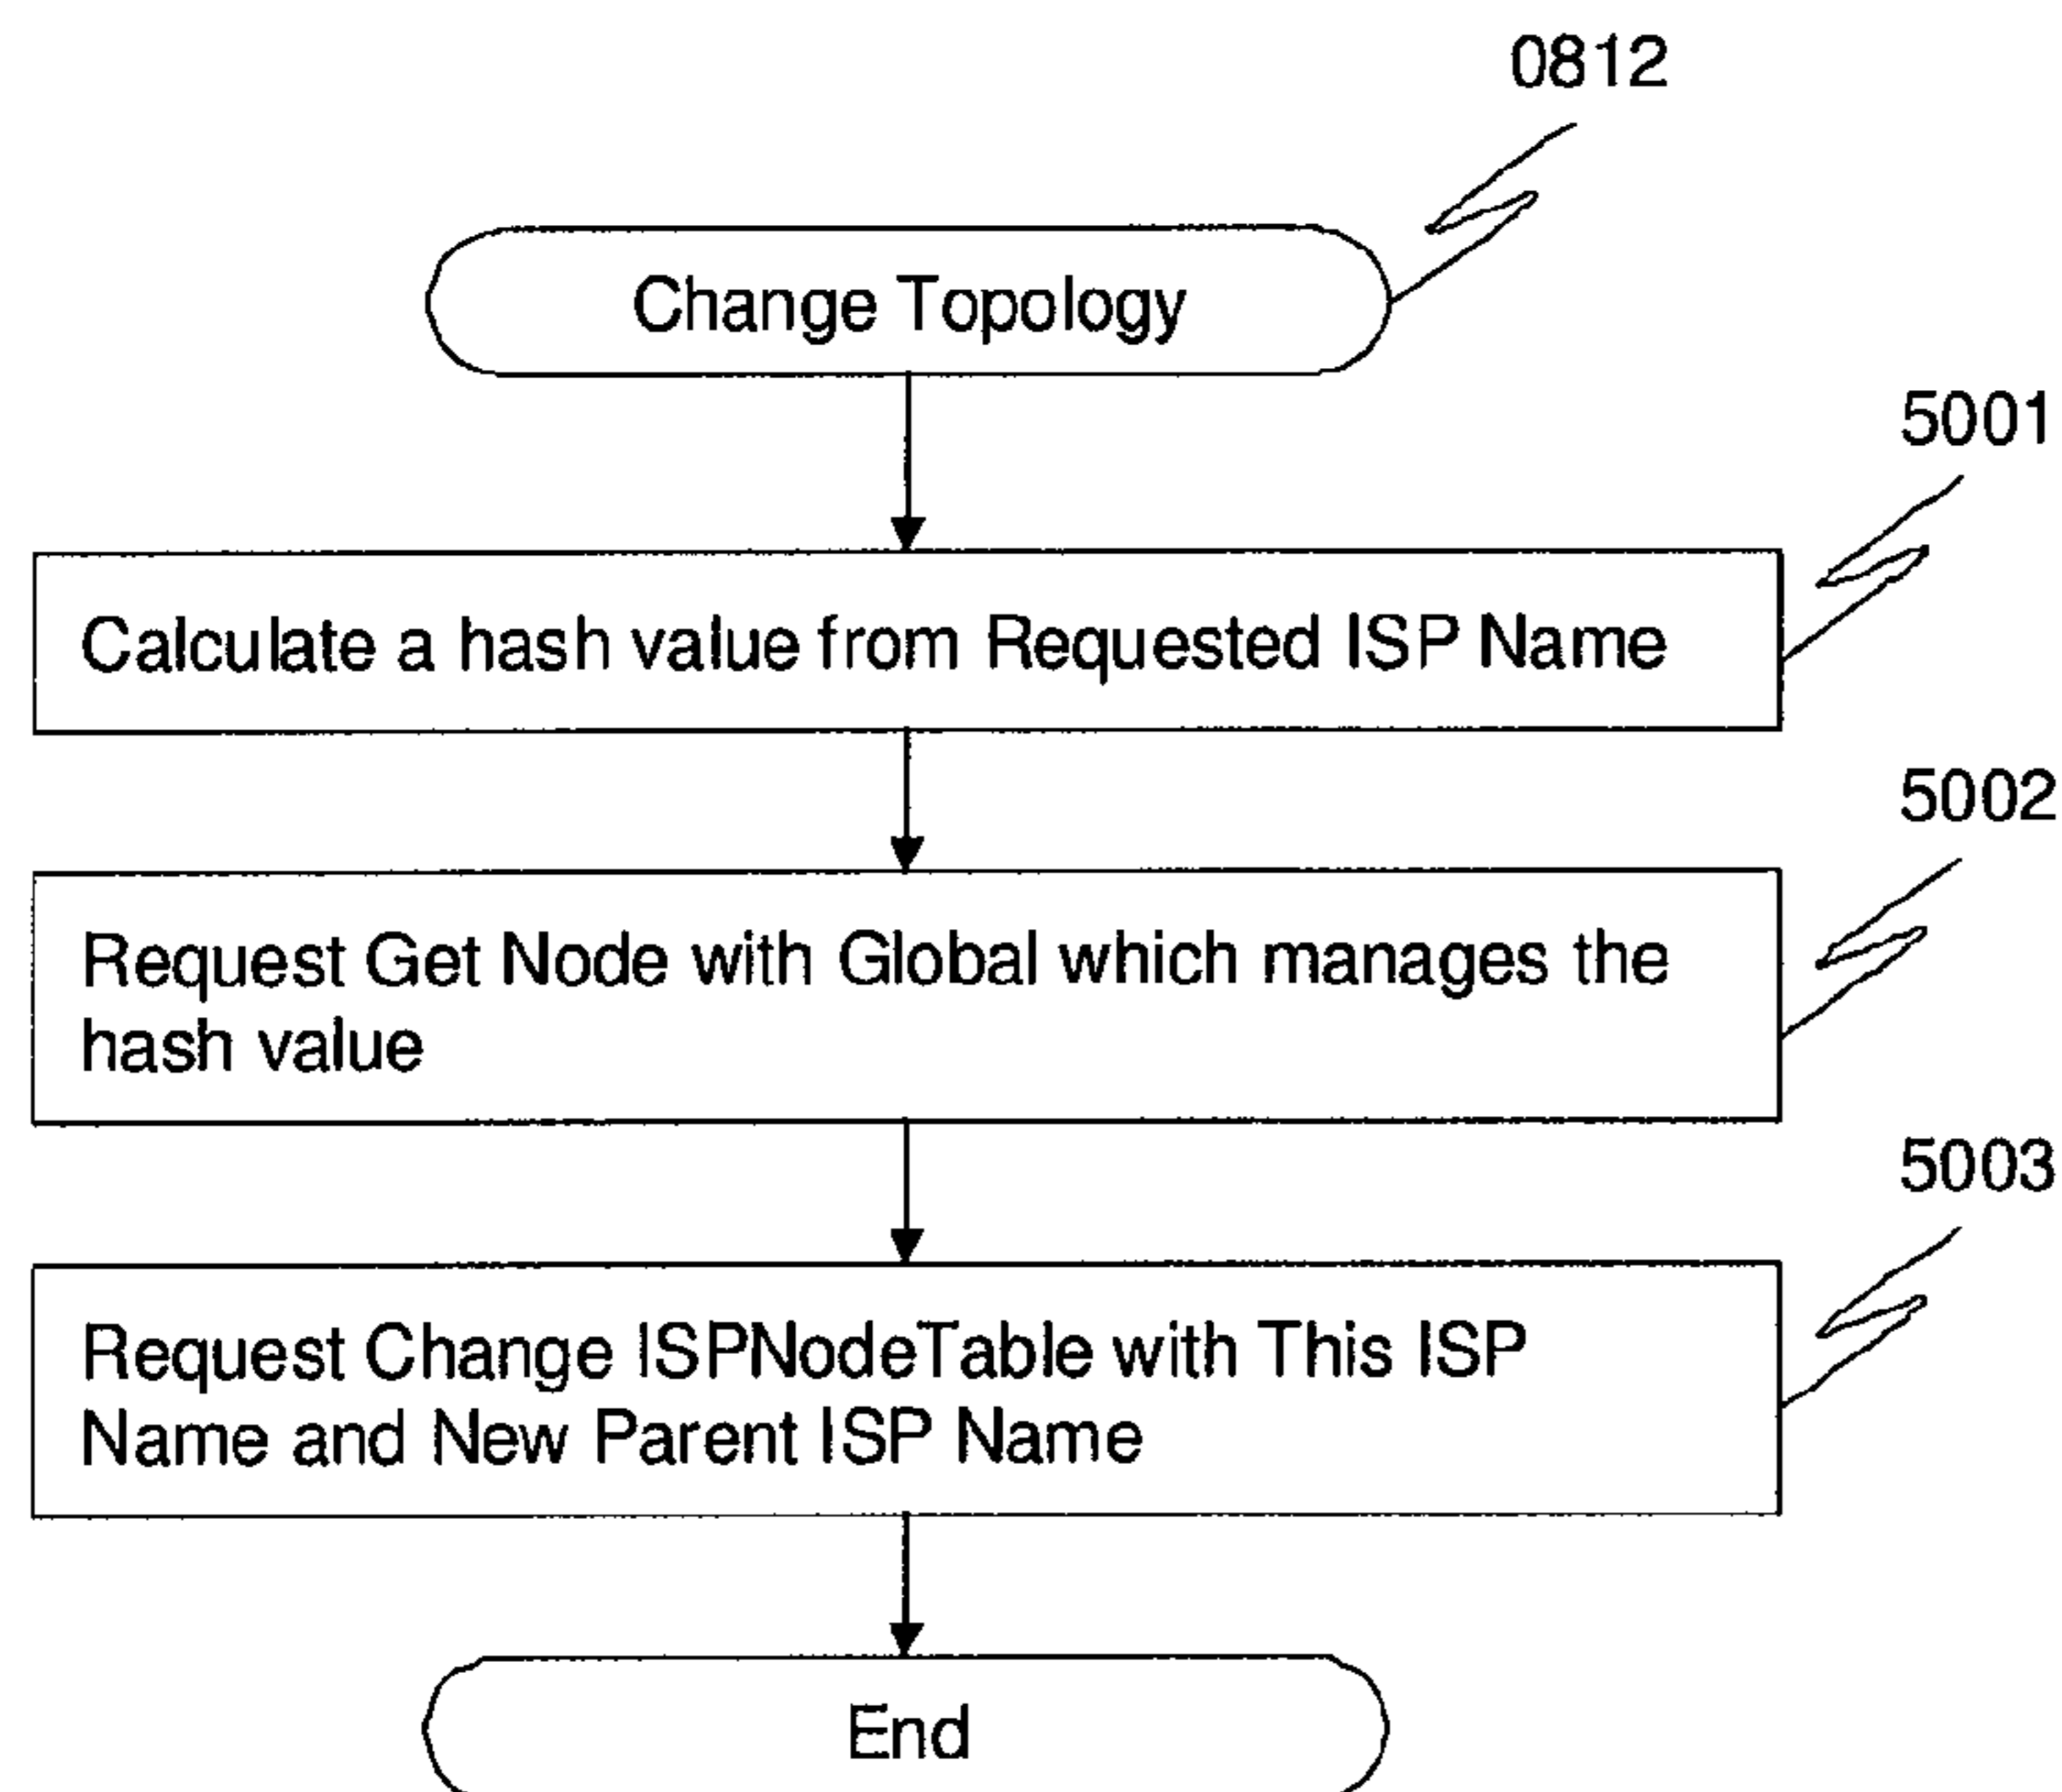 0812
Change Topology
5001
Calculate a hash value from Requested ISP Name
5002
Request Get Node with Global which manages the
hash value
5003
Request Change ISPNodeTable with This ISP
Name and New Parent ISP Name
End